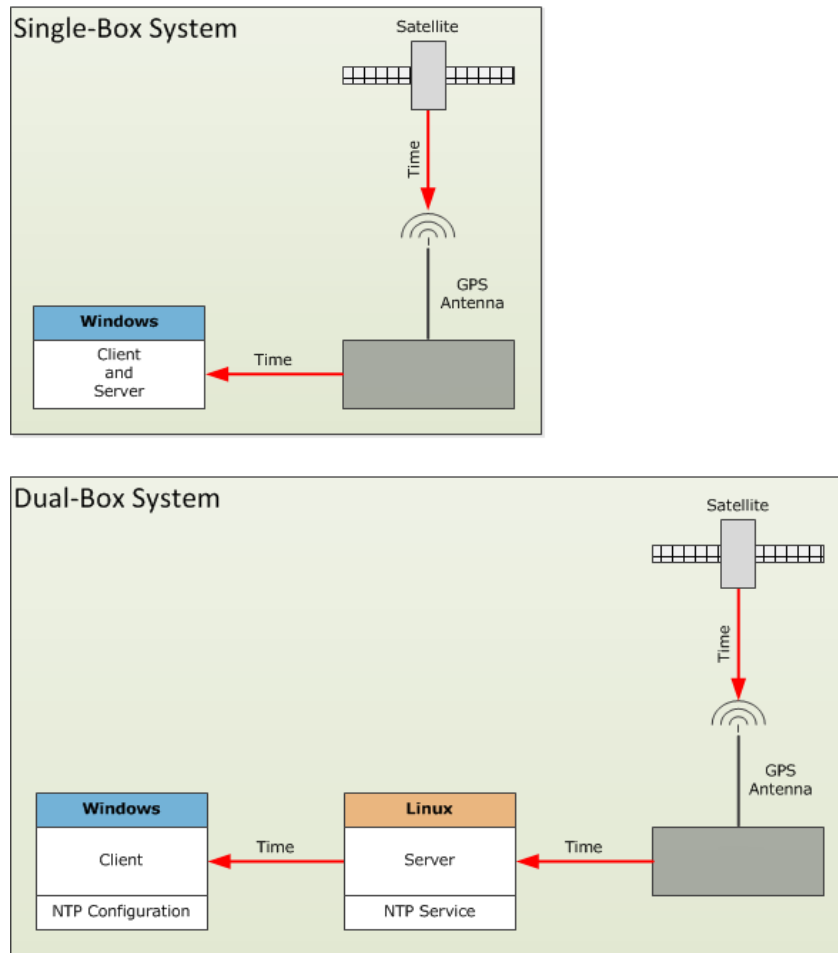 Single-Box System
Satellite
Time
GPS
Antenna
Windows
Client
and
Server
Time
Dual-Box System
Satellite
Time
GPS
Antenna
Windows
Client
NTP Configuration
Time
Linux
Server
NTP Service
Time